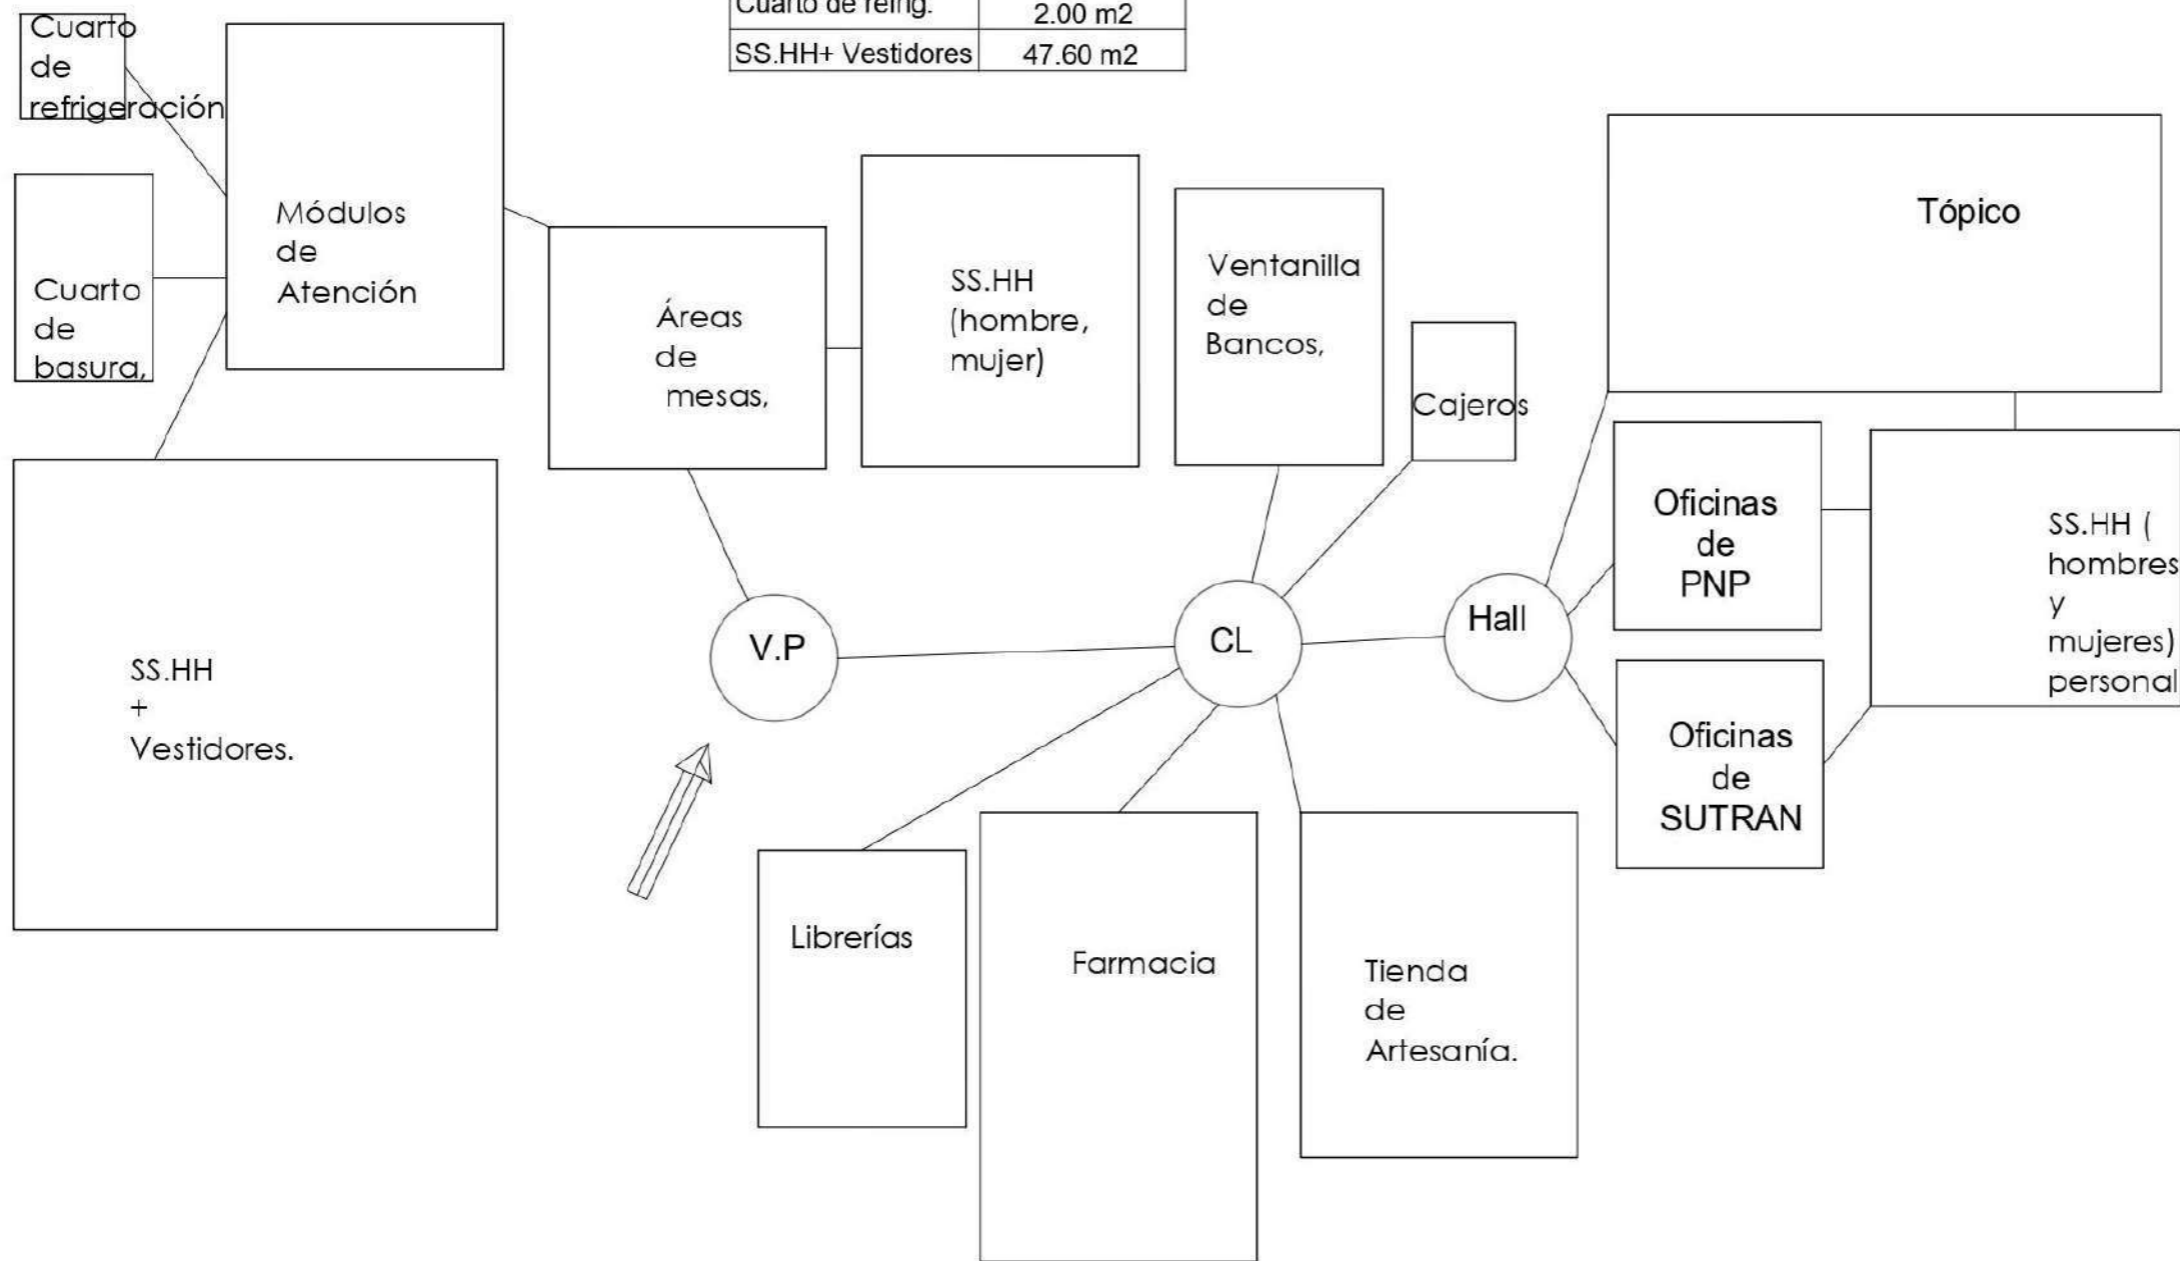 Cuarto de refrig.
2.00 m2
SS.HH+ Vestidores
47.60 m2
Cuarto
de
refrigeración
Cuarto
de
basura,
Módulos
de
Atención
Áreas
de
mesas,
SS.HH
(hombre,
mujer)
Ventanilla
de
Bancos,
Cajeros
Tópico
Oficinas
de
PNP
SS.HH (
hombres
y
mujeres)
personal
SS.HH
+
Vestidores.
V.P
CL
Hall
Oficinas
de
SUTRAN
Librerías
Farmacia
Tienda
de
Artesanía.